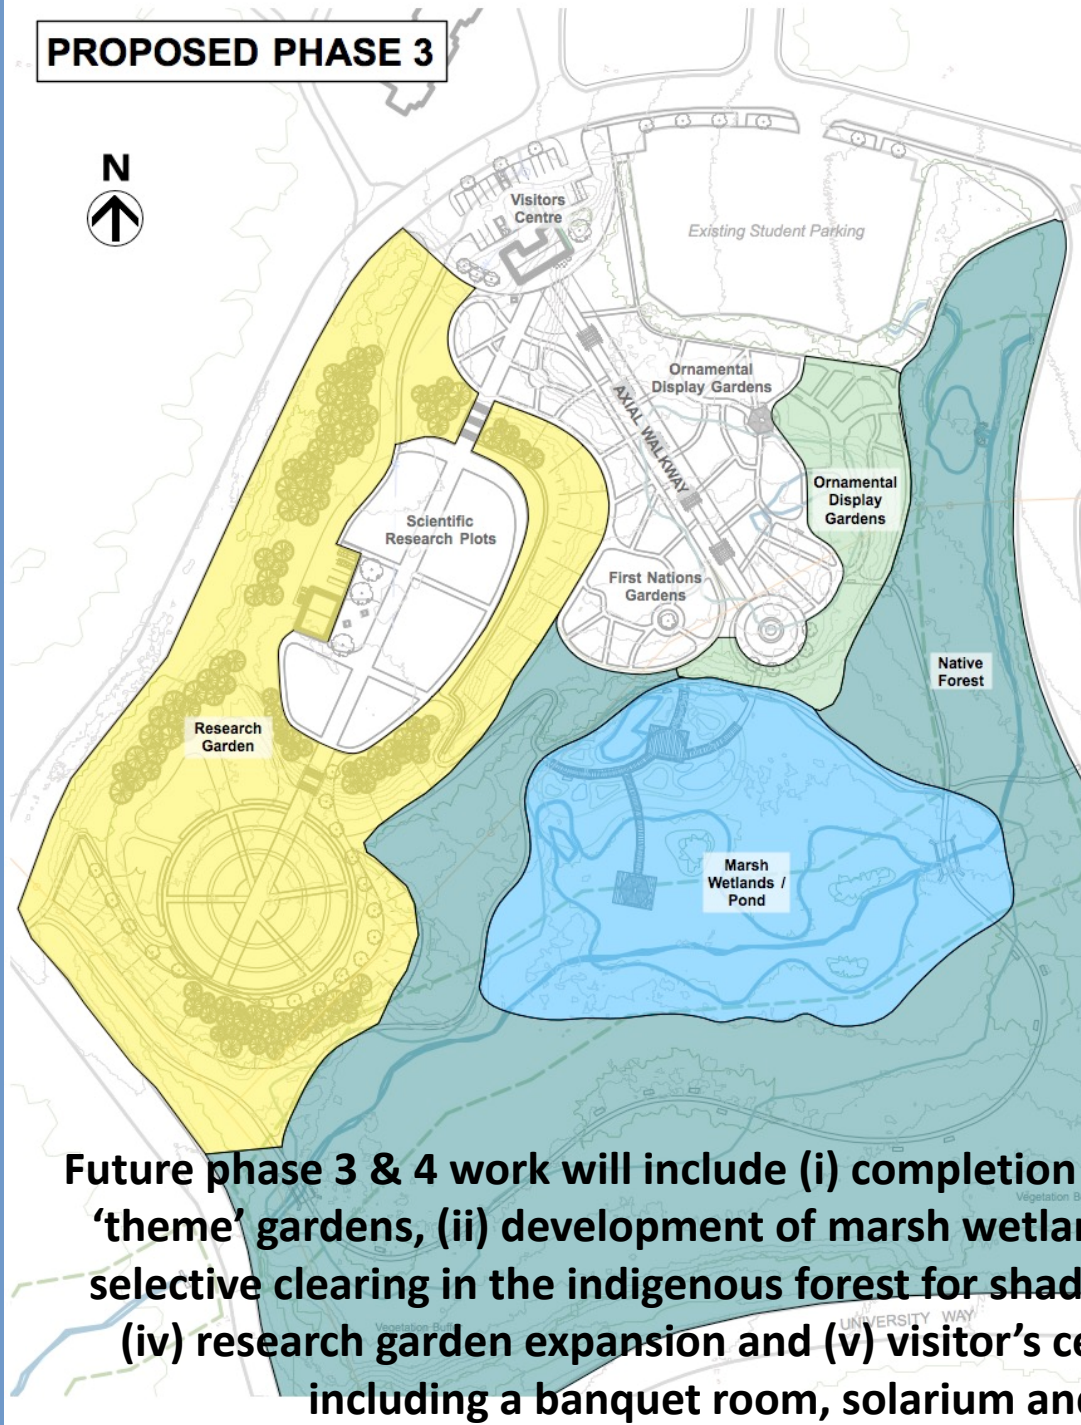 PROPOSED PHASE 3
N
Visitors
Centre
Existing Student Parking
Ornamental
Display Gardens
AXIAL WALKWAY
Ornamental
Display
Gardens
Scientific
Research Plots
First Nations
Gardens
Native
Forest
Research
Garden
Marsh
Wetlands /
Pond
Future phase 3 & 4 work will include (i) completion
Vegetation B
‘theme’ gardens, (ii) development of marsh wetla
selective clearing in the indigenous forest for shad
Vegetation Buffer
UNIVERSITY WAY
(iv) research garden expansion and (v) visitor’s ce
including a banquet room, solarium an